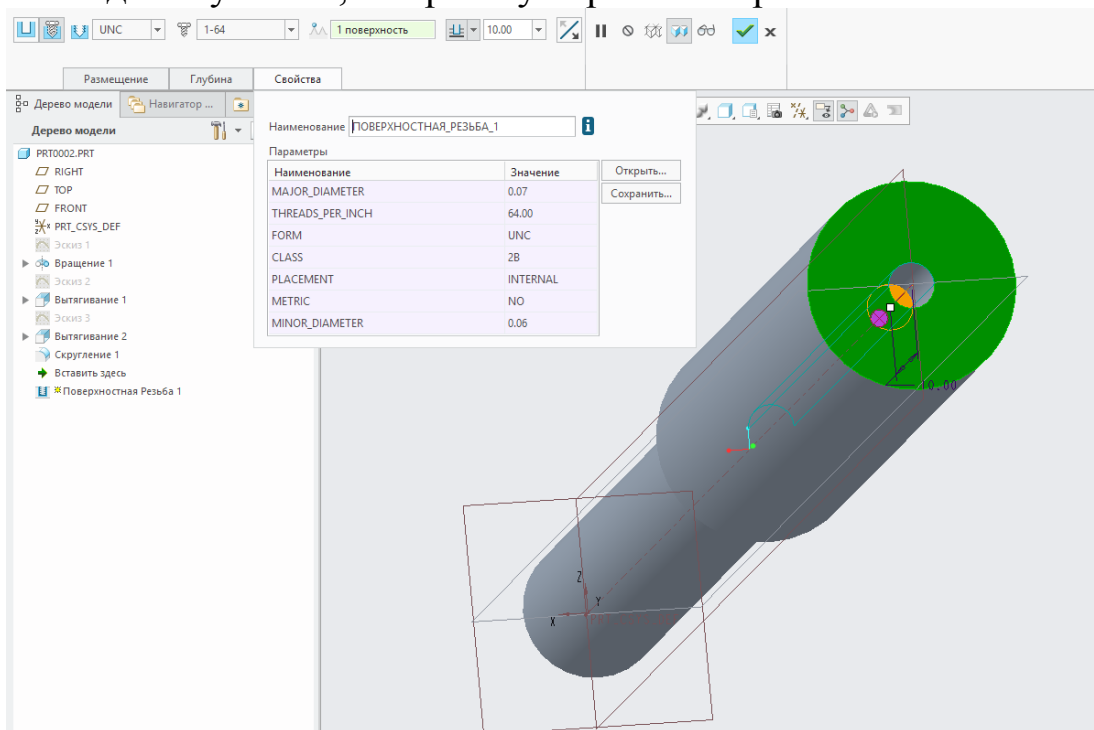 UNC 1-64 1 поверхность 10.00
Размещение Глубина Свойства
Дерево модели Навигатор ...
Дерево модели
PRT0002.PRT
RIGHT
TOP
FRONT
PRT_CSYS_DEF
Эскиз 1
Вращение 1
Эскиз 2
Вытягивание 1
Эскиз 3
Вытягивание 2
Скругление 1
Вставить здесь
Поверхностная Резьба 1
Наименование ПОВЕРХНОСТНАЯ_РЕЗЬБА_1
Параметры
Наименование Значение Открыть...
MAJOR_DIAMETER 0.07 Сохранить...
THREADS_PER_INCH 64.00
FORM UNC
CLASS 2B
PLACEMENT INTERNAL
METRIC NO
MINOR_DIAMETER 0.06
10.00
Z
Y
X